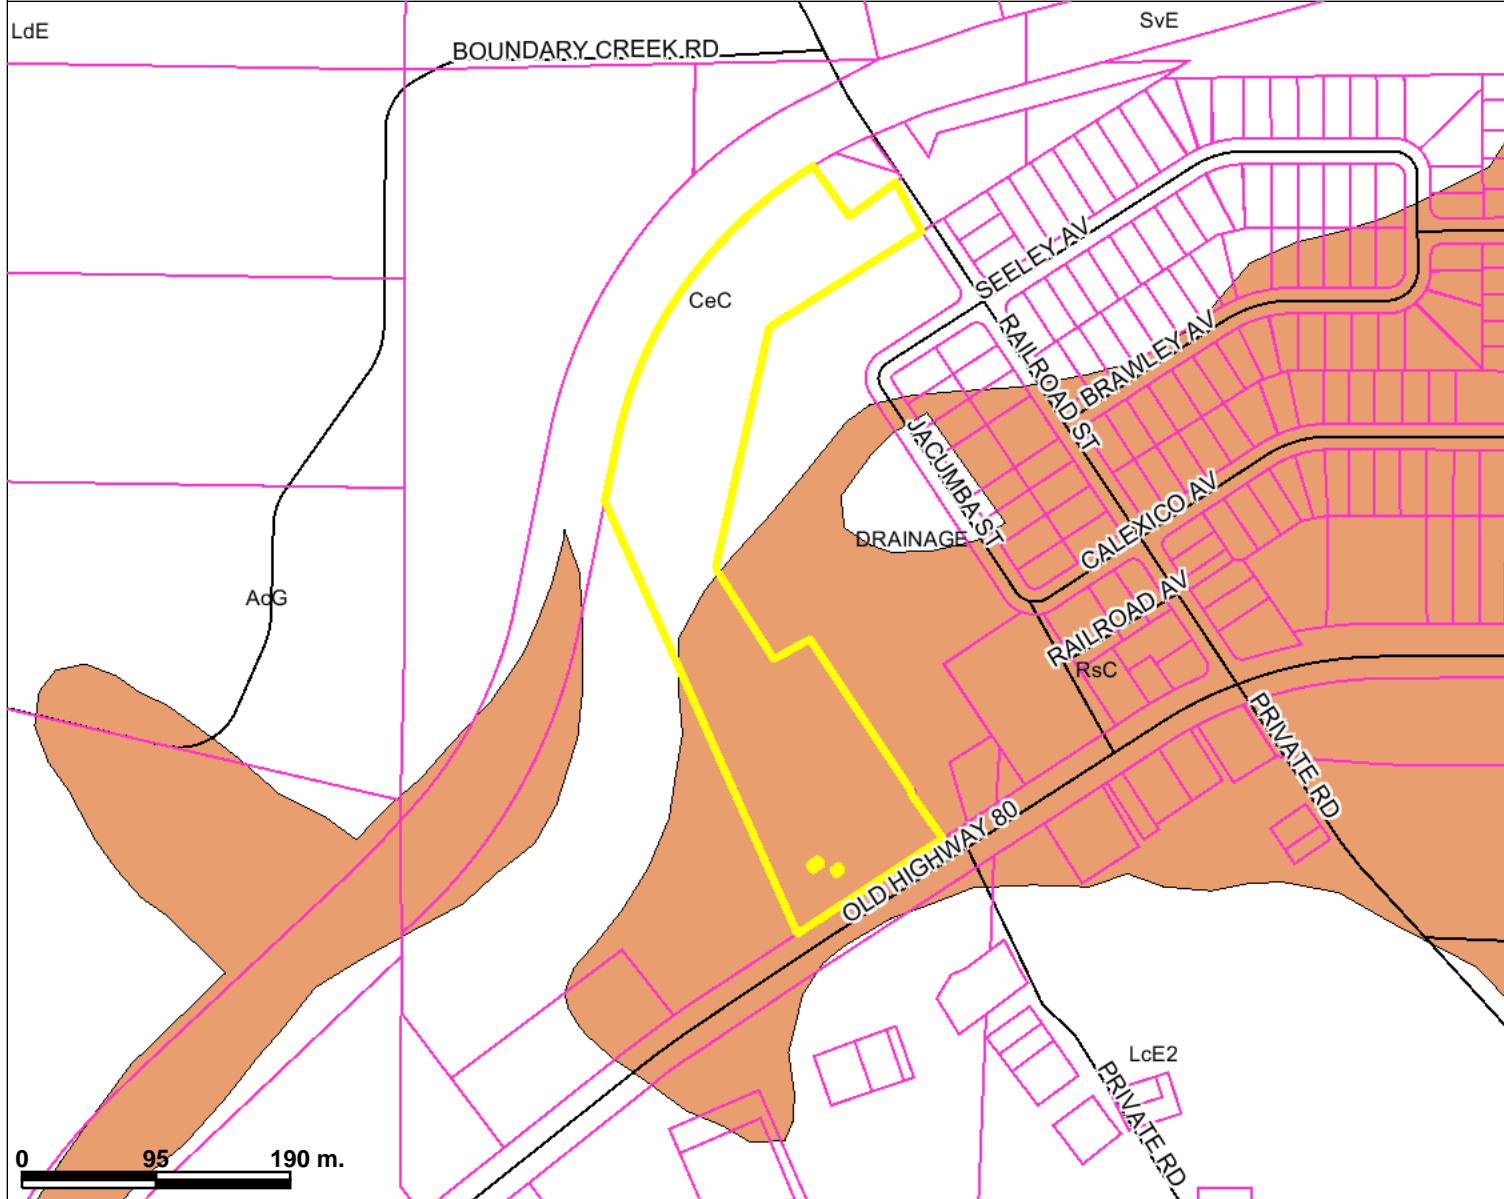 LdE
SvE
BOUNDARY CREEK RD
SEELEY AV
CeC
RAILROAD ST
BRAWLEY AV
JACUMBA ST
CALEXICO AV
DRAINAGE
RAILROAD AV
AcG
RsC
PRIVATE RD
OLD HIGHWAY 80
LcE2
PRIVATE RD
0 95 190 m.